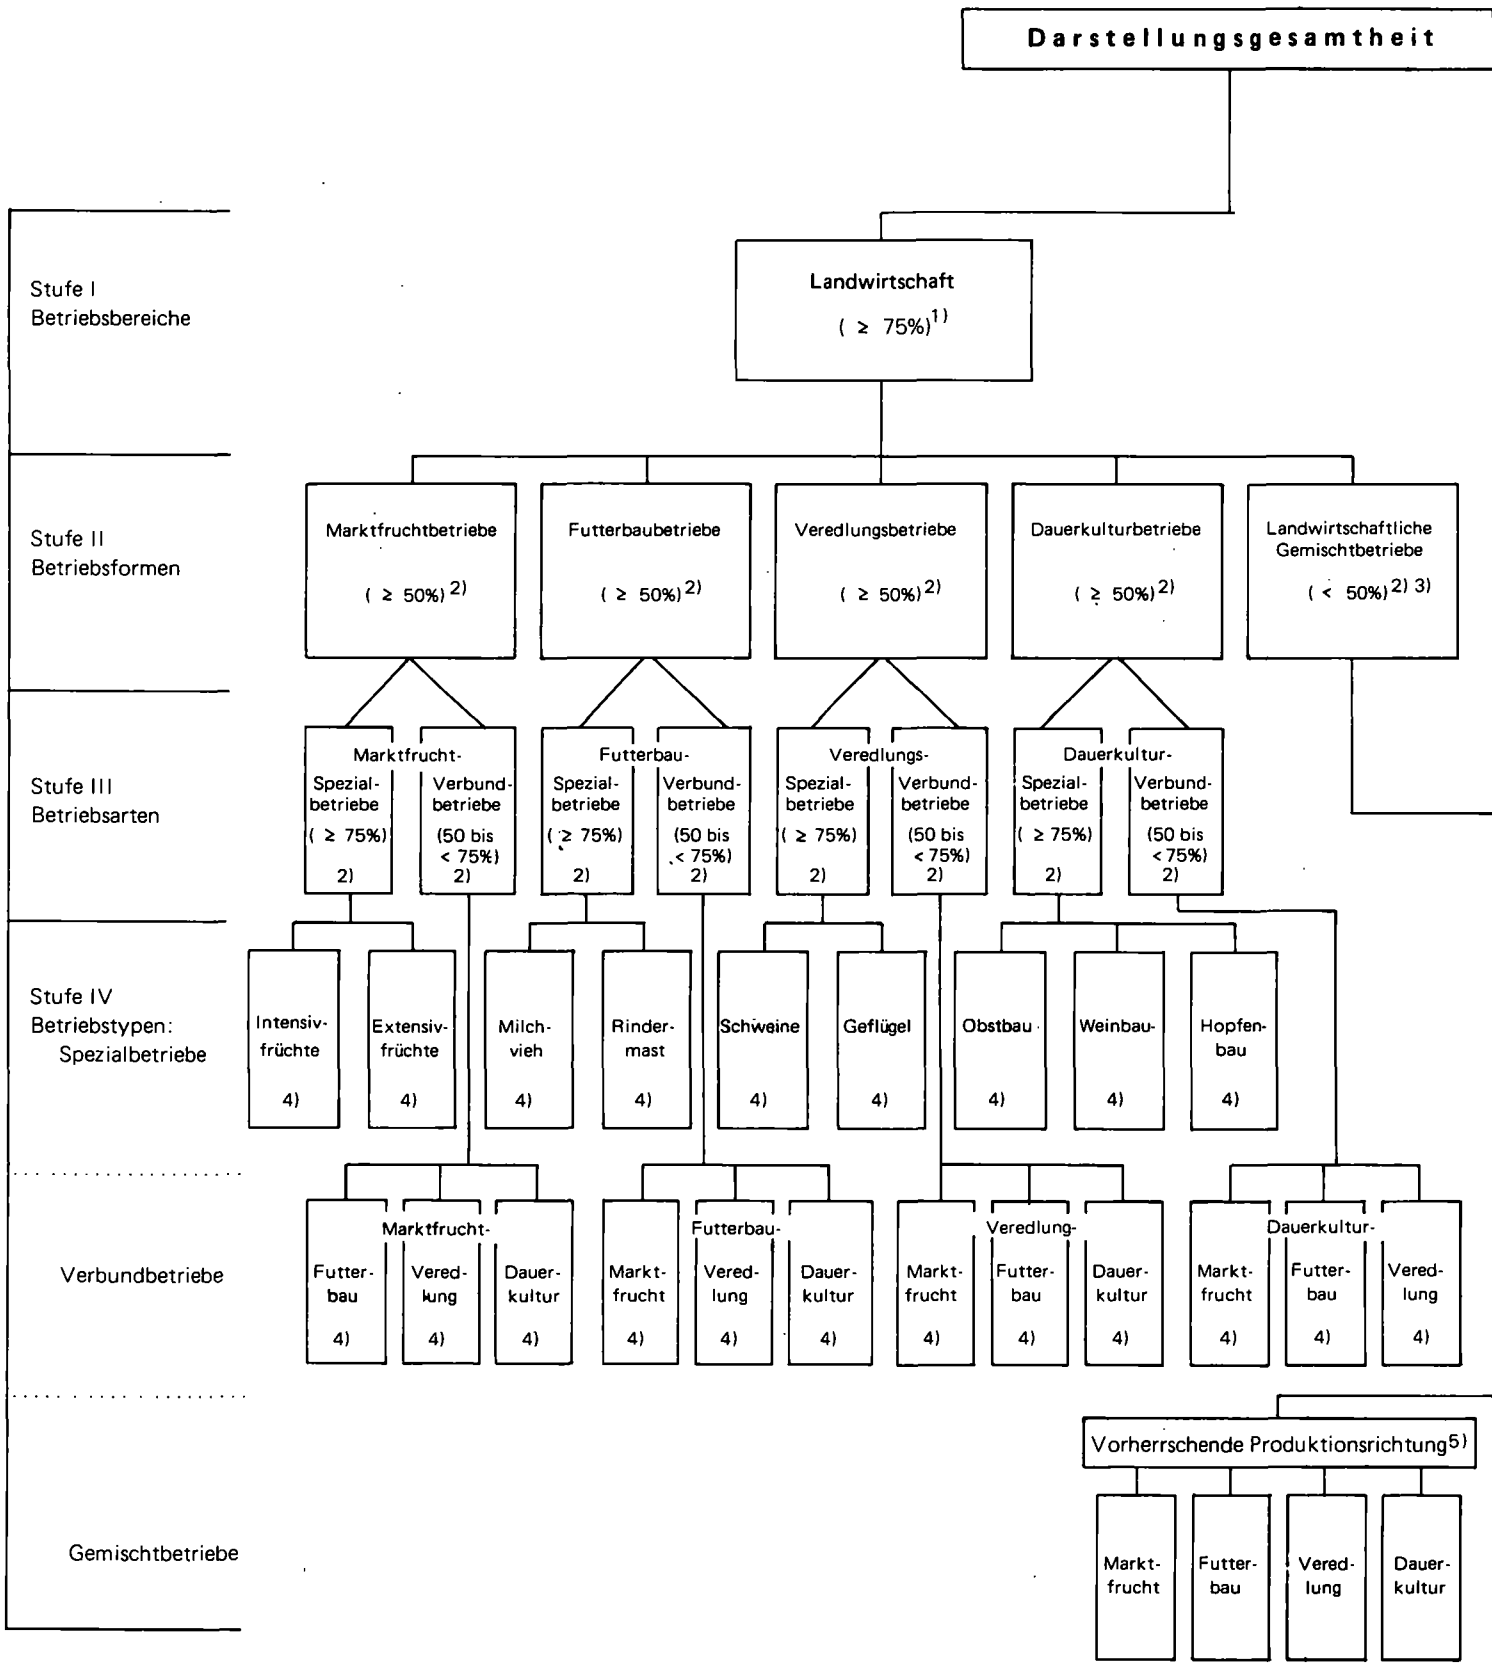 Darstellungsgesamtheit
Stufe I
Betriebsbereiche
Landwirtschaft
( ≥ 75%)1)
Stufe II
Betriebsformen
Marktfruchtbetriebe
( ≥ 50%)2)
Futterbaubetriebe
( ≥ 50%)2)
Veredlungsbetriebe
( ≥ 50%)2)
Dauerkulturbetriebe
( ≥ 50%)2)
Landwirtschaftliche
Gemischtbetriebe
( < 50%)2) 3)
Stufe III
Betriebsarten
Marktfrucht-
Spezial-
betriebe
( ≥ 75%)
2)
Verbund-
betriebe
(50 bis
< 75%)
2)
Futterbau-
Spezial-
betriebe
( ≥ 75%)
2)
Verbund-
betriebe
(50 bis
< 75%)
2)
Veredlungs-
Spezial-
betriebe
( ≥ 75%)
2)
Verbund-
betriebe
(50 bis
< 75%)
2)
Dauerkultur-
Spezial-
betriebe
( ≥ 75%)
2)
Verbund-
betriebe
(50 bis
< 75%)
2)
Stufe IV
Betriebstypen:
Spezialbetriebe
Intensiv-
früchte
4)
Extensiv-
früchte
4)
Milch-
vieh
4)
Rinder-
mast
4)
Schweine
4)
Geflügel
4)
Obstbau
4)
Weinbau-
4)
Hopfen-
bau
4)
Verbundbetriebe
Marktfrucht-
Futter-
bau
4)
Vered-
lung
4)
Dauer-
kultur
4)
Futterbau-
Markt-
frucht
4)
Vered-
lung
4)
Dauer-
kultur
4)
Veredlung-
Markt-
frucht
4)
Futter-
bau
4)
Dauer-
kultur
4)
Dauerkultur-
Markt-
frucht
4)
Futter-
bau
4)
Vered-
lung
4)
Gemischtbetriebe
Vorherrschende Produktionsrichtung5)
Markt-
frucht
Futter-
bau
Vered-
lung
Dauer-
kultur